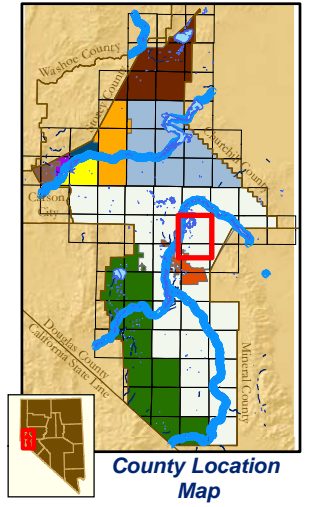 Washoe County
Storey County
Churchill County
Carson
City
Mineral County
Douglas County
California State Line
County Location
Map